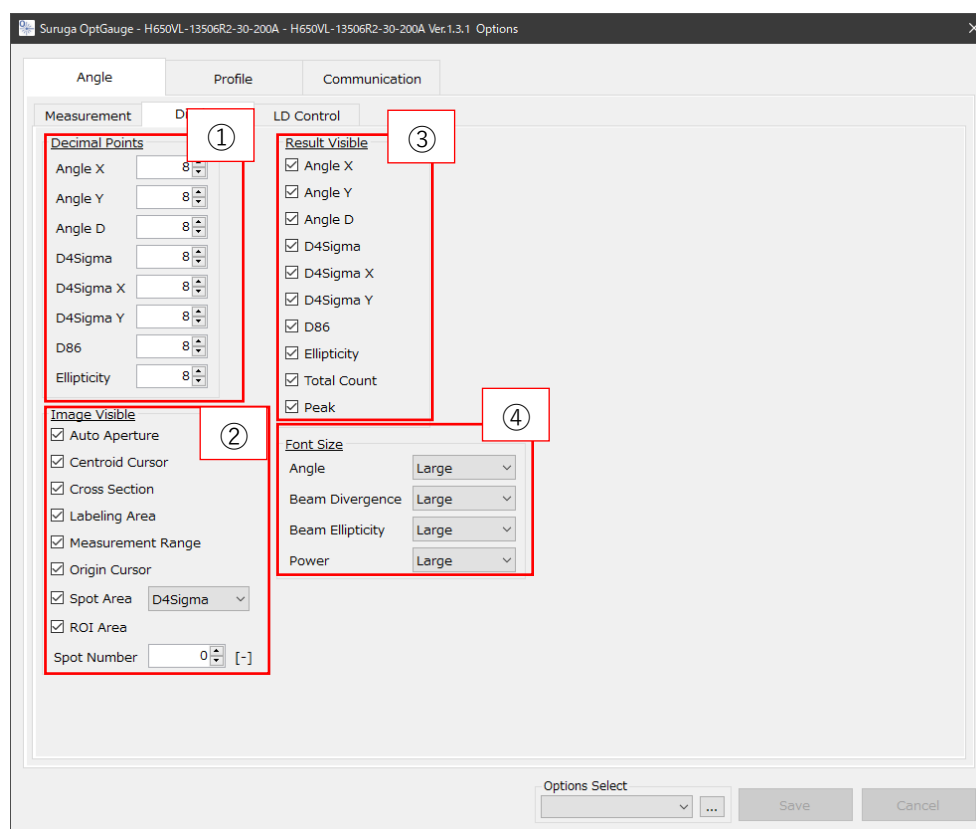 Suruga OptGauge - H650VL-13506R2-30-200A - H650VL-13506R2-30-200A Ver.1.3.1 Options
Angle
Profile
Communication
Measurement
LD Control
①
Decimal Points
Angle X 8
Angle Y 8
Angle D 8
D4Sigma 8
D4Sigma X 8
D4Sigma Y 8
D86 8
Ellipticity 8
②
Image Visible
Auto Aperture
Centroid Cursor
Cross Section
Labeling Area
Measurement Range
Origin Cursor
Spot Area D4Sigma
ROI Area
Spot Number 0 [-]
③
Result Visible
Angle X
Angle Y
Angle D
D4Sigma
D4Sigma X
D4Sigma Y
D86
Ellipticity
Total Count
Peak
④
Font Size
Angle Large
Beam Divergence Large
Beam Ellipticity Large
Power Large
Options Select
...
Save
Cancel